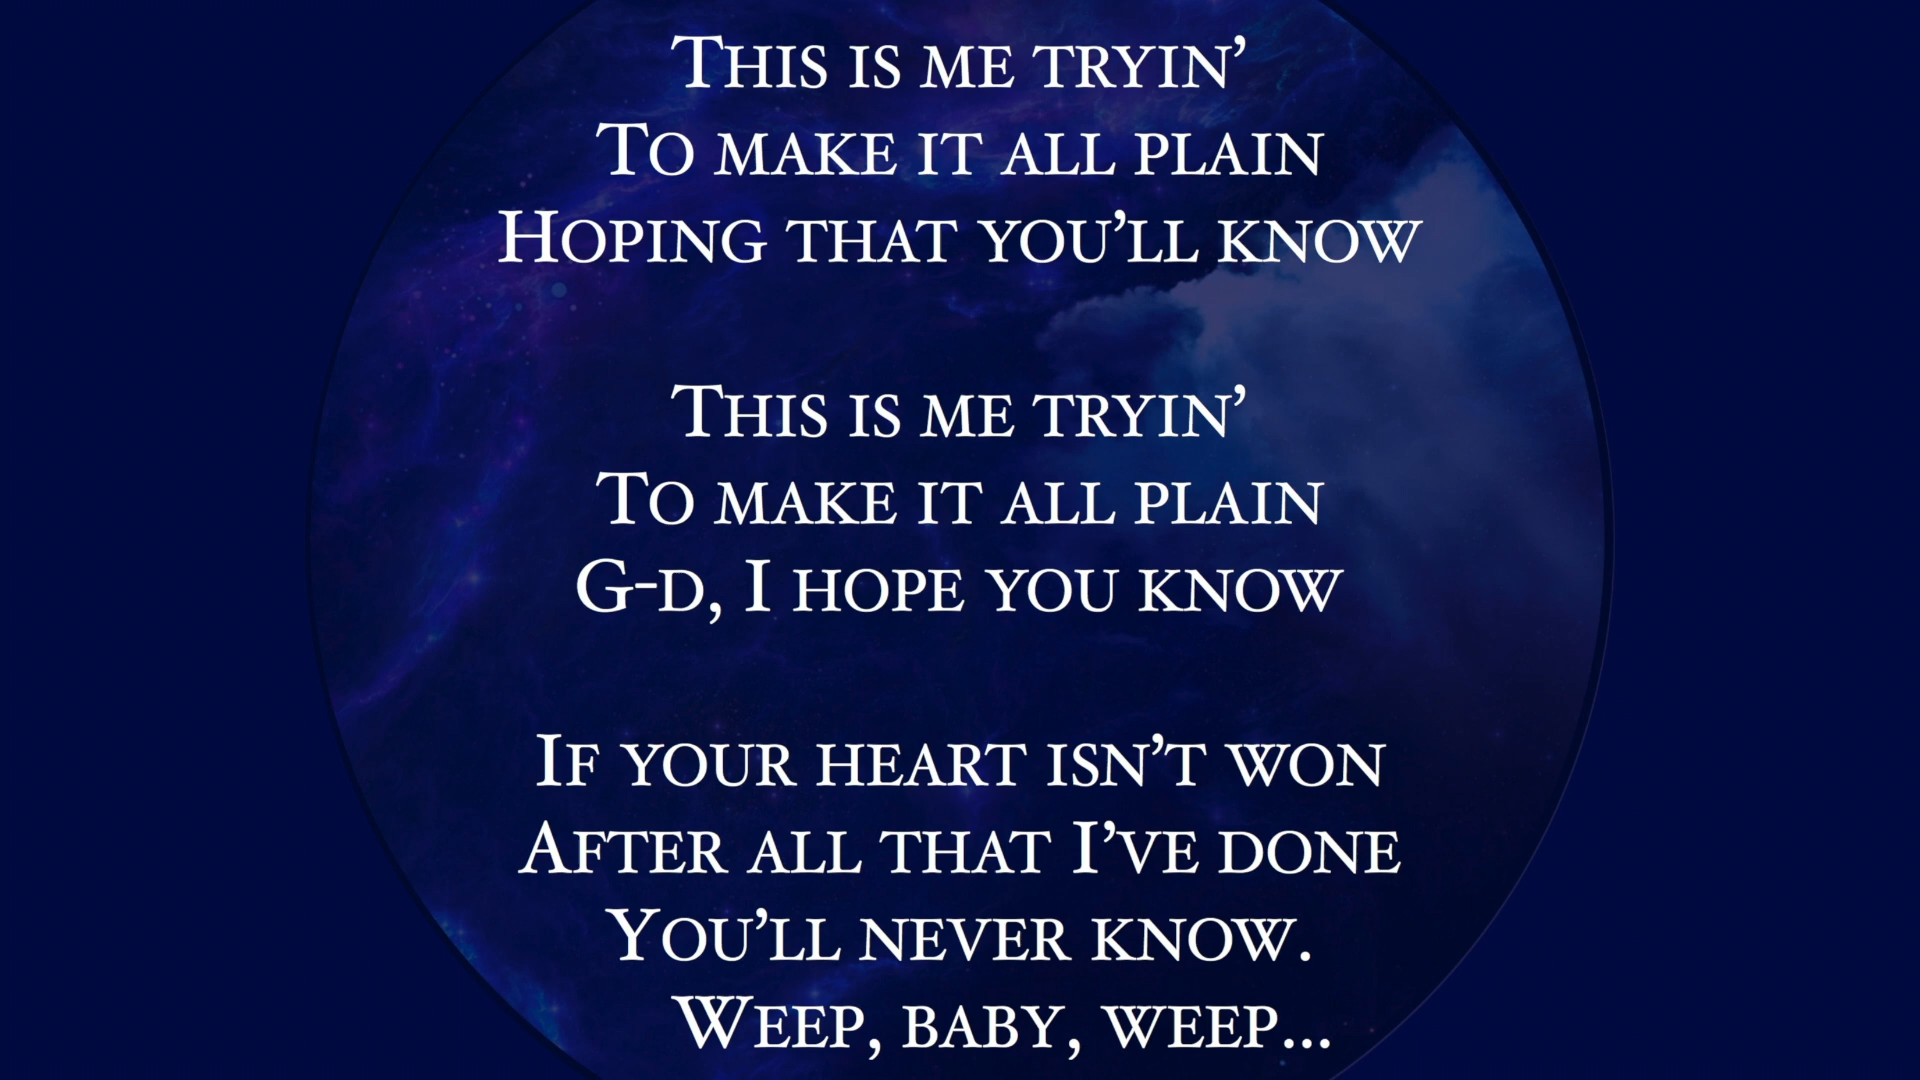 This is me tryin’
To make it all plain
Hoping that you’ll know
This is me tryin’
To make it all plain
G-d, I hope you know
If your heart isn’t won
After all that I’ve done
You’ll never know.
Weep, baby, weep...